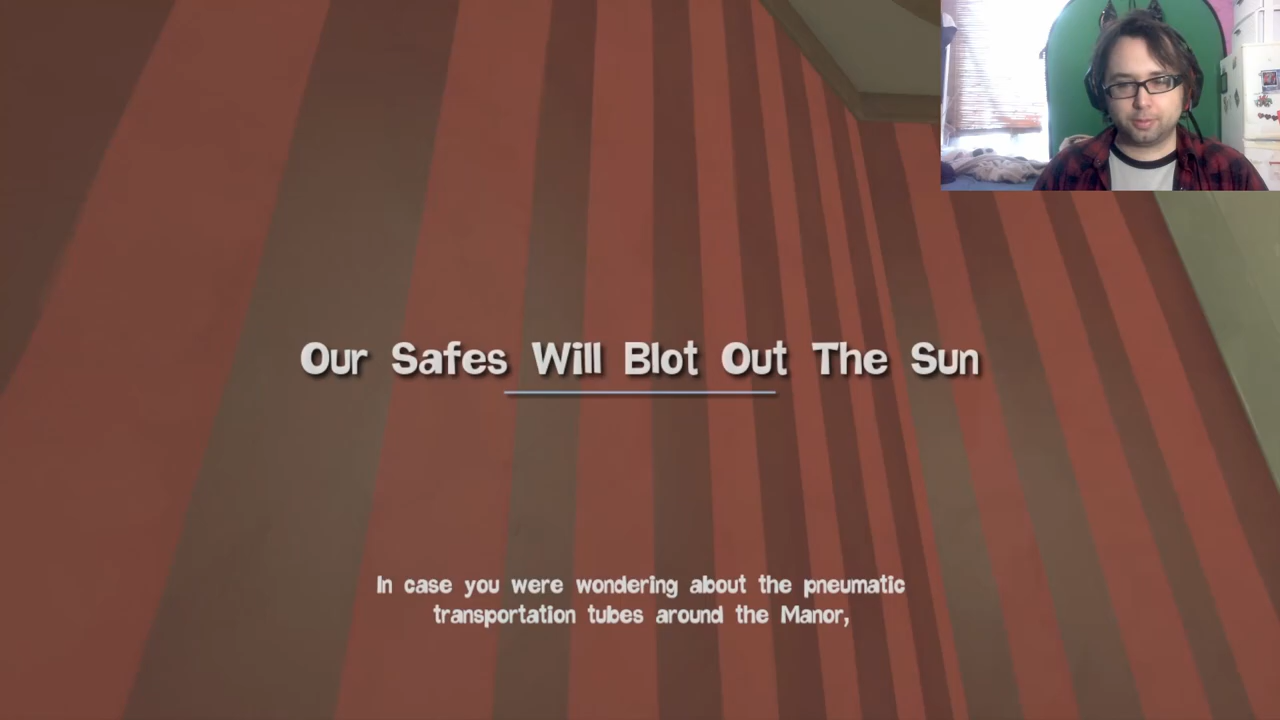 Our Safes Will Blot Out The Sun
In case you were wondering about the pneumatic
transportation tubes around the Manor,